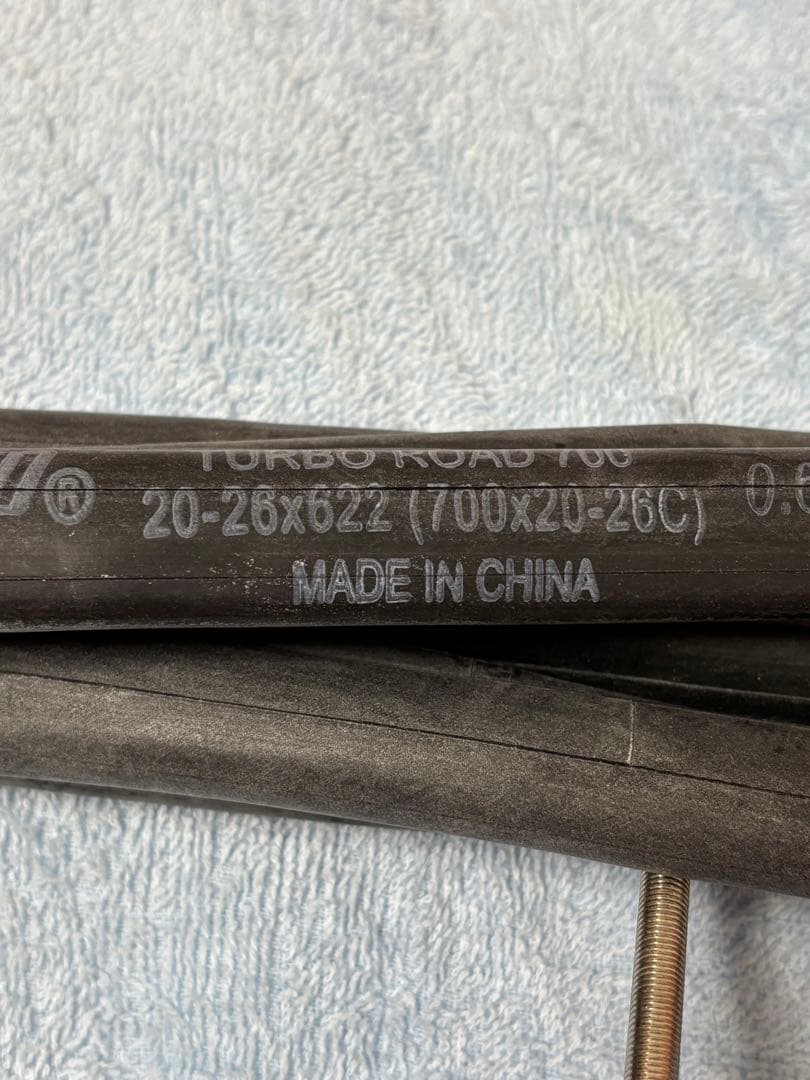 TURBO ROAD 700
®
20-26x622 (700x20-26C)
MADE IN CHINA